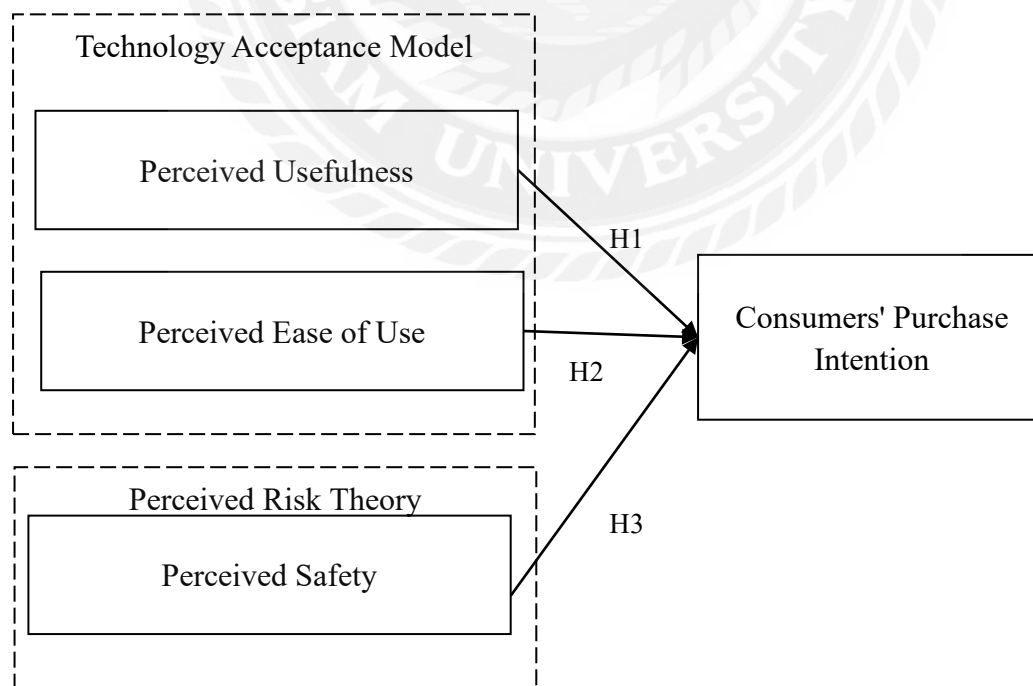 Technology Acceptance Model
Perceived Usefulness
H1
Perceived Ease of Use
H2
Consumers' Purchase
Intention
Perceived Risk Theory
H3
Perceived Safety
UNIVERSITY